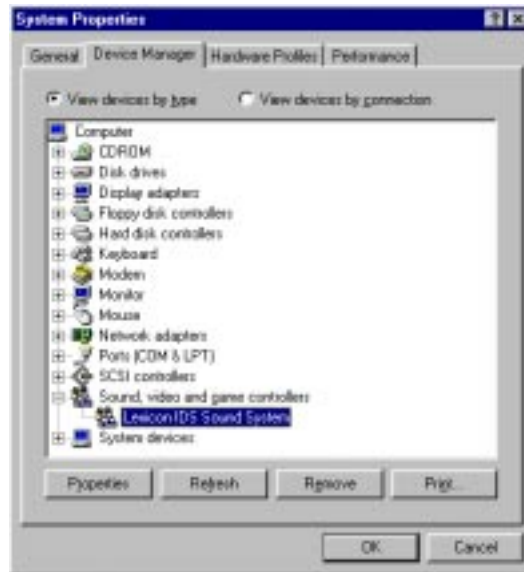 System Properties
General Device Manager Hardware Profiles Performance
View devices by type View devices by connection
Computer
CDROM
Disk drives
Display adapters
Floppy disk controllers
Hard disk controllers
Keyboard
Modem
Monitor
Mouse
Network adapters
Ports (COM & LPT)
SCSI controllers
Sound, video and game controllers
Lexicon IDS Sound System
System devices
Properties Refresh Remove Print...
OK Cancel